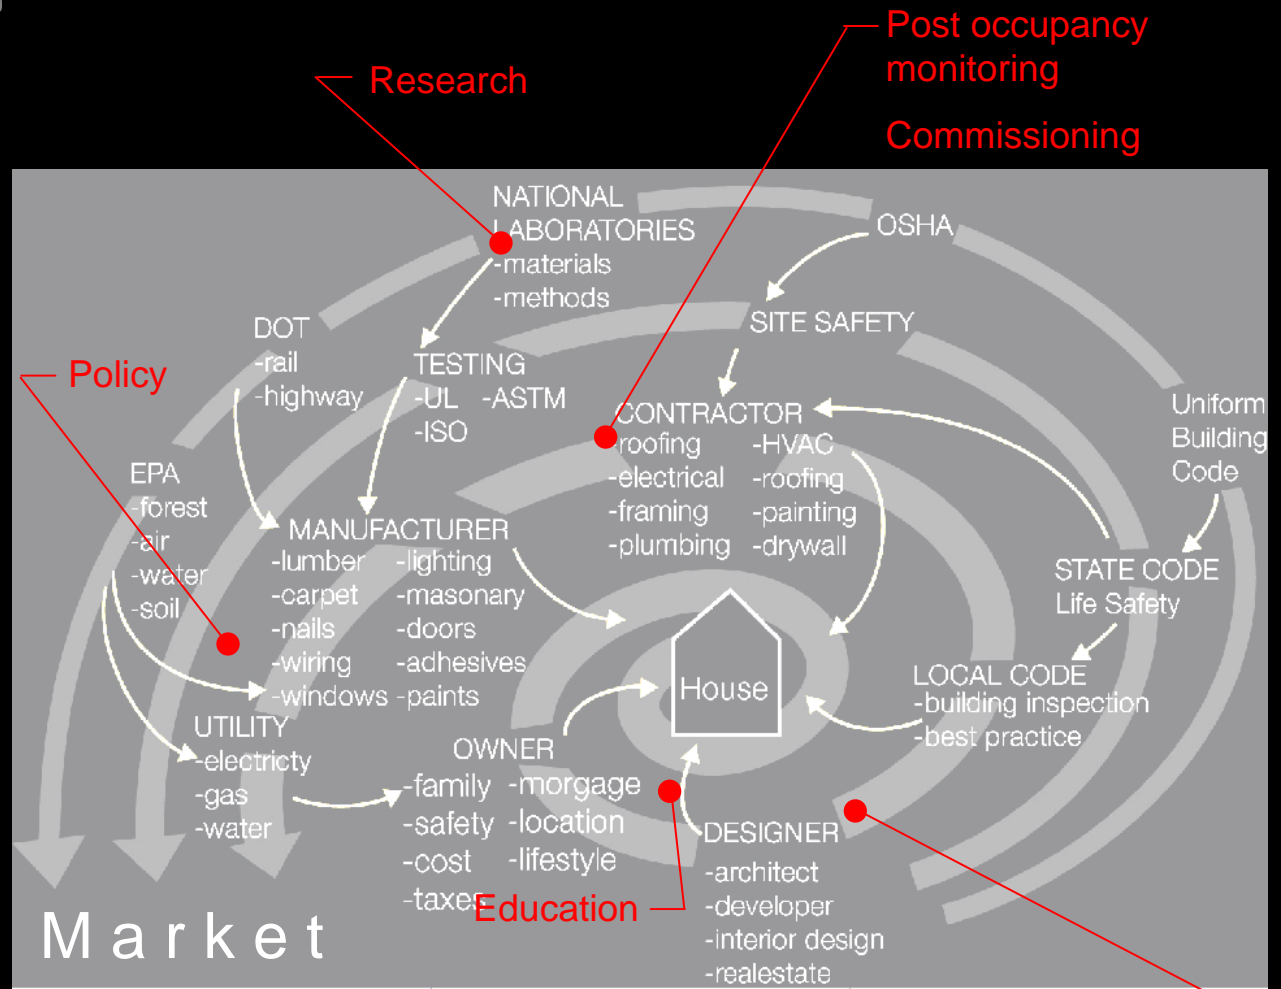 Post occupancy
monitoring
Commissioning
Research
NATIONAL
LABORATORIES
-materials
-methods
OSHA
SITE SAFETY
DOT
-rail
-highway
TESTING
-UL -ASTM
-ISO
Policy
CONTRACTOR
-roofing -HVAC
-electrical -roofing
-framing -painting
-plumbing -drywall
Uniform
Building
Code
EPA
-forest
-air
-water
-soil
MANUFACTURER
-lumber -lighting
-carpet -masonary
-nails -doors
-wiring -adhesives
-windows -paints
STATE CODE
Life Safety
LOCAL CODE
-building inspection
-best practice
House
UTILITY
-electricty
-gas
-water
OWNER
-family -morgage
-safety -location
-cost -lifestyle
-taxes
Education
DESIGNER
-architect
-developer
-interior design
-realestate
Market